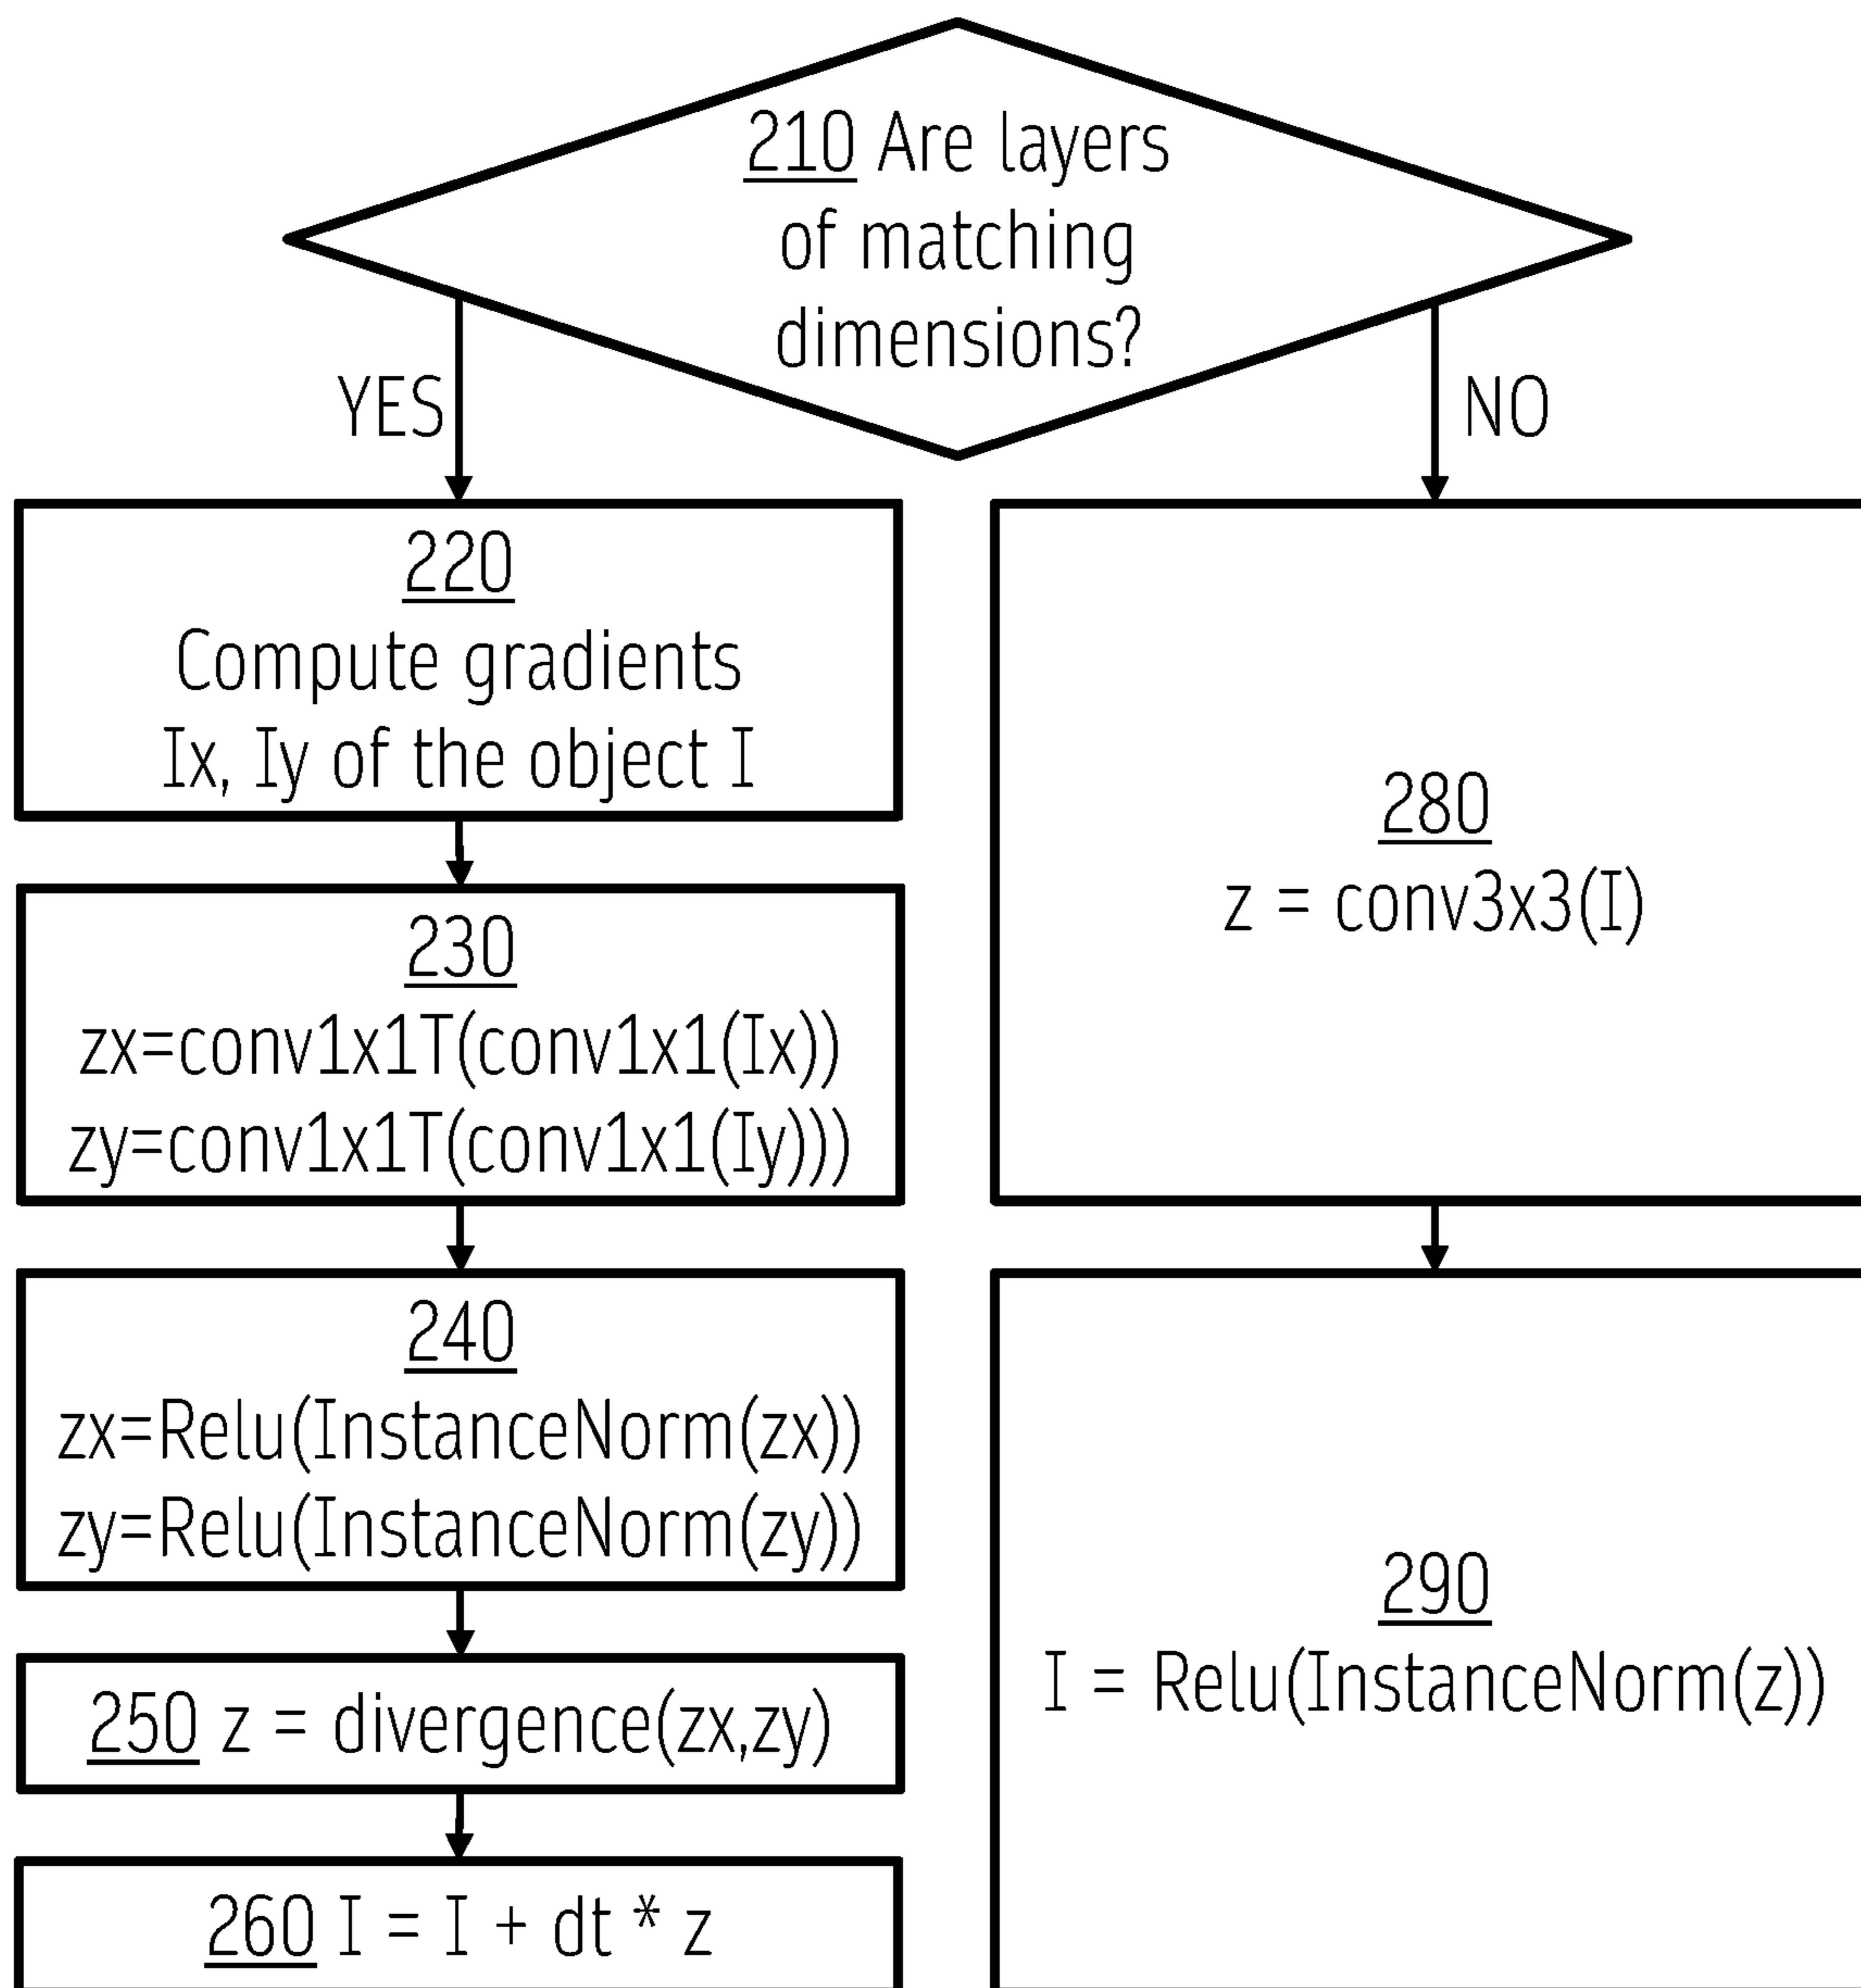 210 Are layers
of matching
dimensions?
YES
NO
220
Compute gradients
Ix, Iy of the object I
230
zx=conv1x1T(conv1x1(Ix))
zy=conv1x1T(conv1x1(Iy)))
240
zx=Relu(InstanceNorm(zx))
zy=Relu(InstanceNorm(zy))
250 z = divergence(zx,zy)
260 I = I + dt * z
280
z = conv3x3(I)
290
I = Relu(InstanceNorm(z))